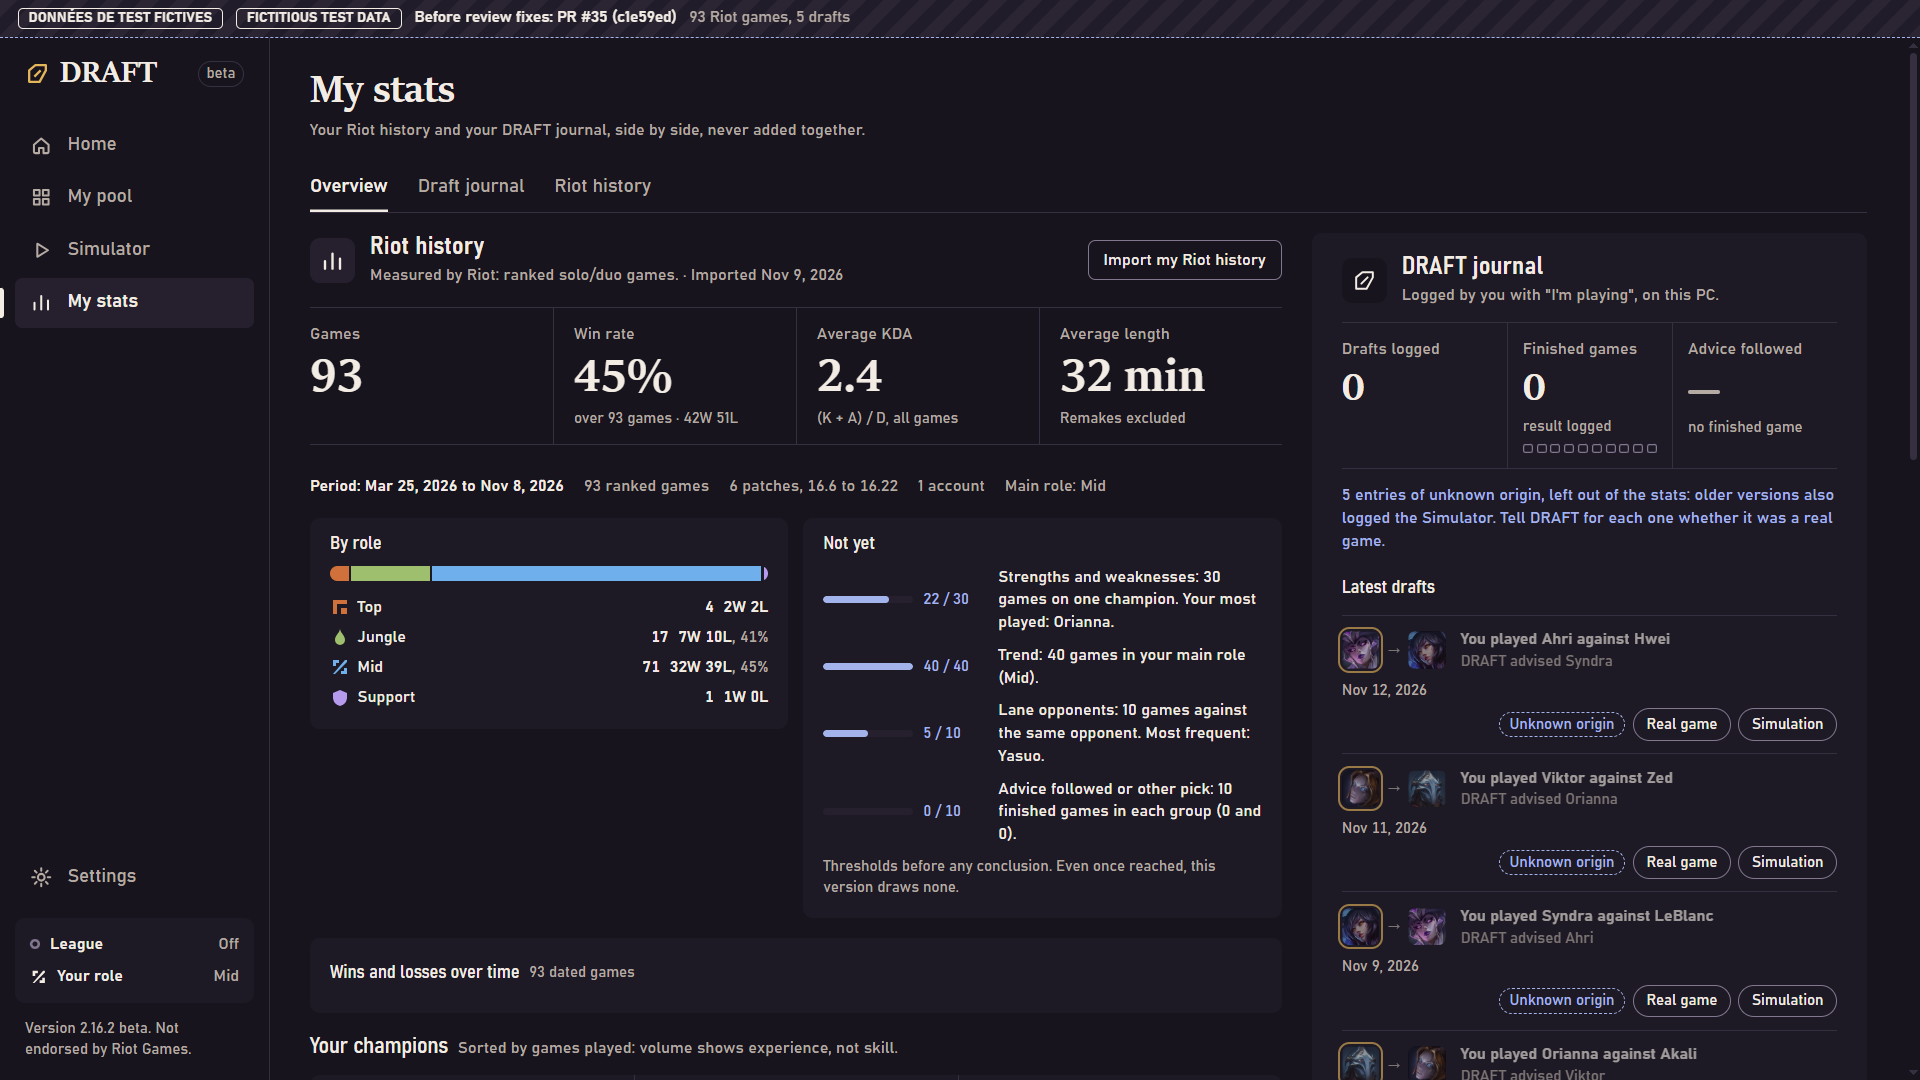 DONNÉES DE TEST FICTIVES FICTITIOUS TEST DATA Before review fixes: PR #35 (c1e59ed) 93 Riot games, 5 drafts
DRAFT beta
Home
My pool
Simulator
My stats
Settings
League Off
Your role Mid
Version 2.16.2 beta. Not
endorsed by Riot Games.
My stats
Your Riot history and your DRAFT journal, side by side, never added together.
Overview Draft journal Riot history
Riot history
Measured by Riot: ranked solo/duo games. · Imported Nov 9, 2026
Import my Riot history
Games
93
Win rate
45%
over 93 games · 42W 51L
Average KDA
2.4
(K + A) / D, all games
Average length
32 min
Remakes excluded
Period: Mar 25, 2026 to Nov 8, 2026 93 ranked games 6 patches, 16.6 to 16.22 1 account Main role: Mid
By role
Top 4 2W 2L
Jungle 17 7W 10L, 41%
Mid 71 32W 39L, 45%
Support 1 1W 0L
Not yet
22 / 30
Strengths and weaknesses: 30
games on one champion. Your most
played: Orianna.
40 / 40
Trend: 40 games in your main role
(Mid).
5 / 10
Lane opponents: 10 games against
the same opponent. Most frequent:
Yasuo.
0 / 10
Advice followed or other pick: 10
finished games in each group (0 and
0).
Thresholds before any conclusion. Even once reached, this
version draws none.
Wins and losses over time 93 dated games
Your champions Sorted by games played: volume shows experience, not skill.
DRAFT journal
Logged by you with "I'm playing", on this PC.
Drafts logged
0
Finished games
0
result logged
Advice followed
—
no finished game
5 entries of unknown origin, left out of the stats: older versions also
logged the Simulator. Tell DRAFT for each one whether it was a real
game.
Latest drafts
You played Ahri against Hwei
DRAFT advised Syndra
Nov 12, 2026
Unknown origin Real game Simulation
You played Viktor against Zed
DRAFT advised Orianna
Nov 11, 2026
Unknown origin Real game Simulation
You played Syndra against LeBlanc
DRAFT advised Ahri
Nov 9, 2026
Unknown origin Real game Simulation
You played Orianna against Akali
DRAFT advised Viktor